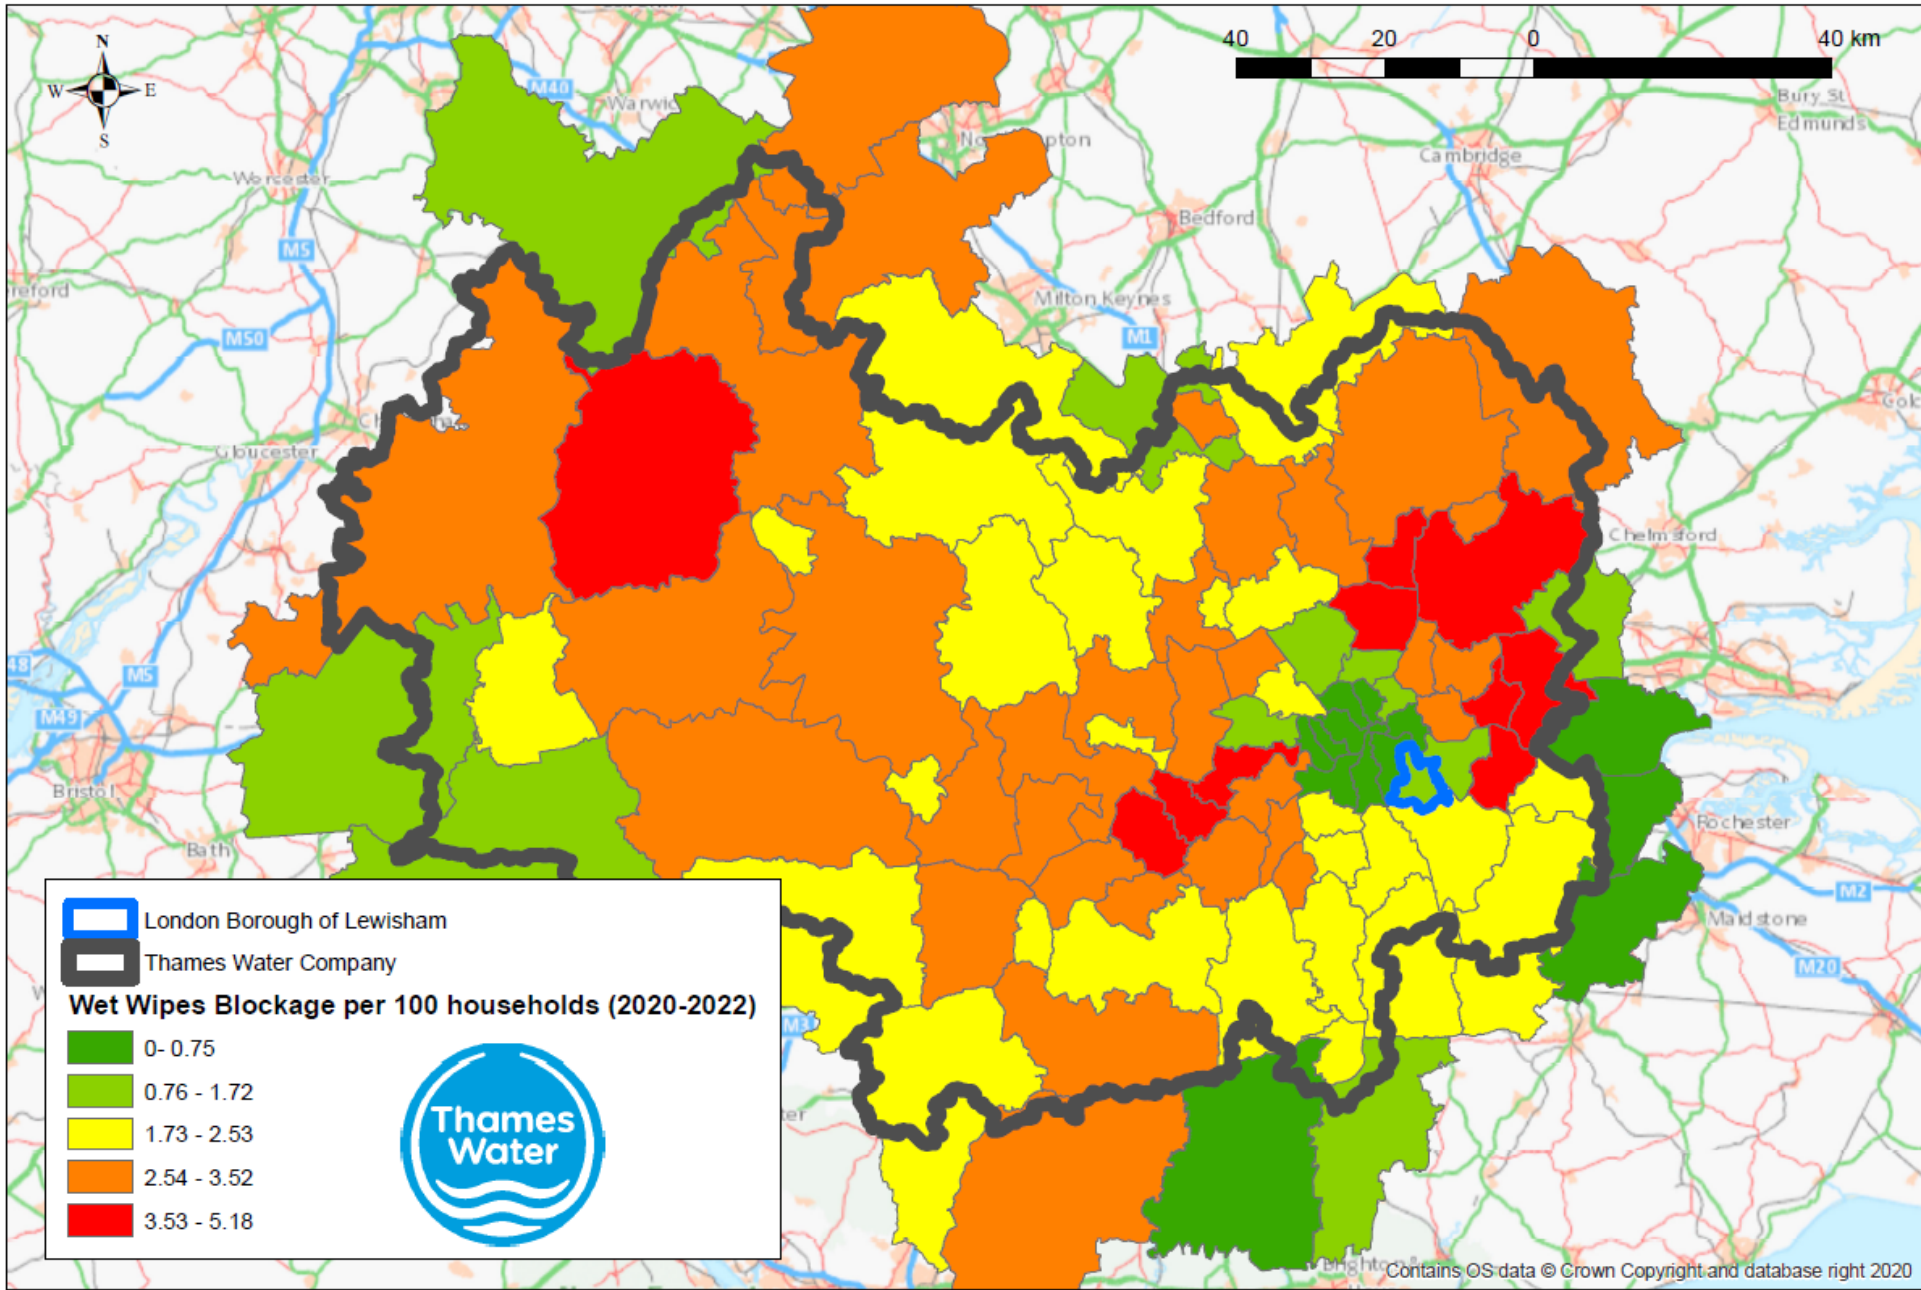 N
W E
S
40 20 0 40 km
M40
Bury St
Edmunds
Cambridge
Worcester
Bedford
M5
Milton Keynes
M50
M1
Gloucester
Chelmsford
48
M5
M49
Bristol
Bath
Rochester
M2
Maidstone
M20
M3
London Borough of Lewisham
Thames Water Company
Wet Wipes Blockage per 100 households (2020-2022)
0- 0.75
0.76 - 1.72
1.73 - 2.53
2.54 - 3.52
3.53 - 5.18
Thames
Water
Contains OS data © Crown Copyright and database right 2020